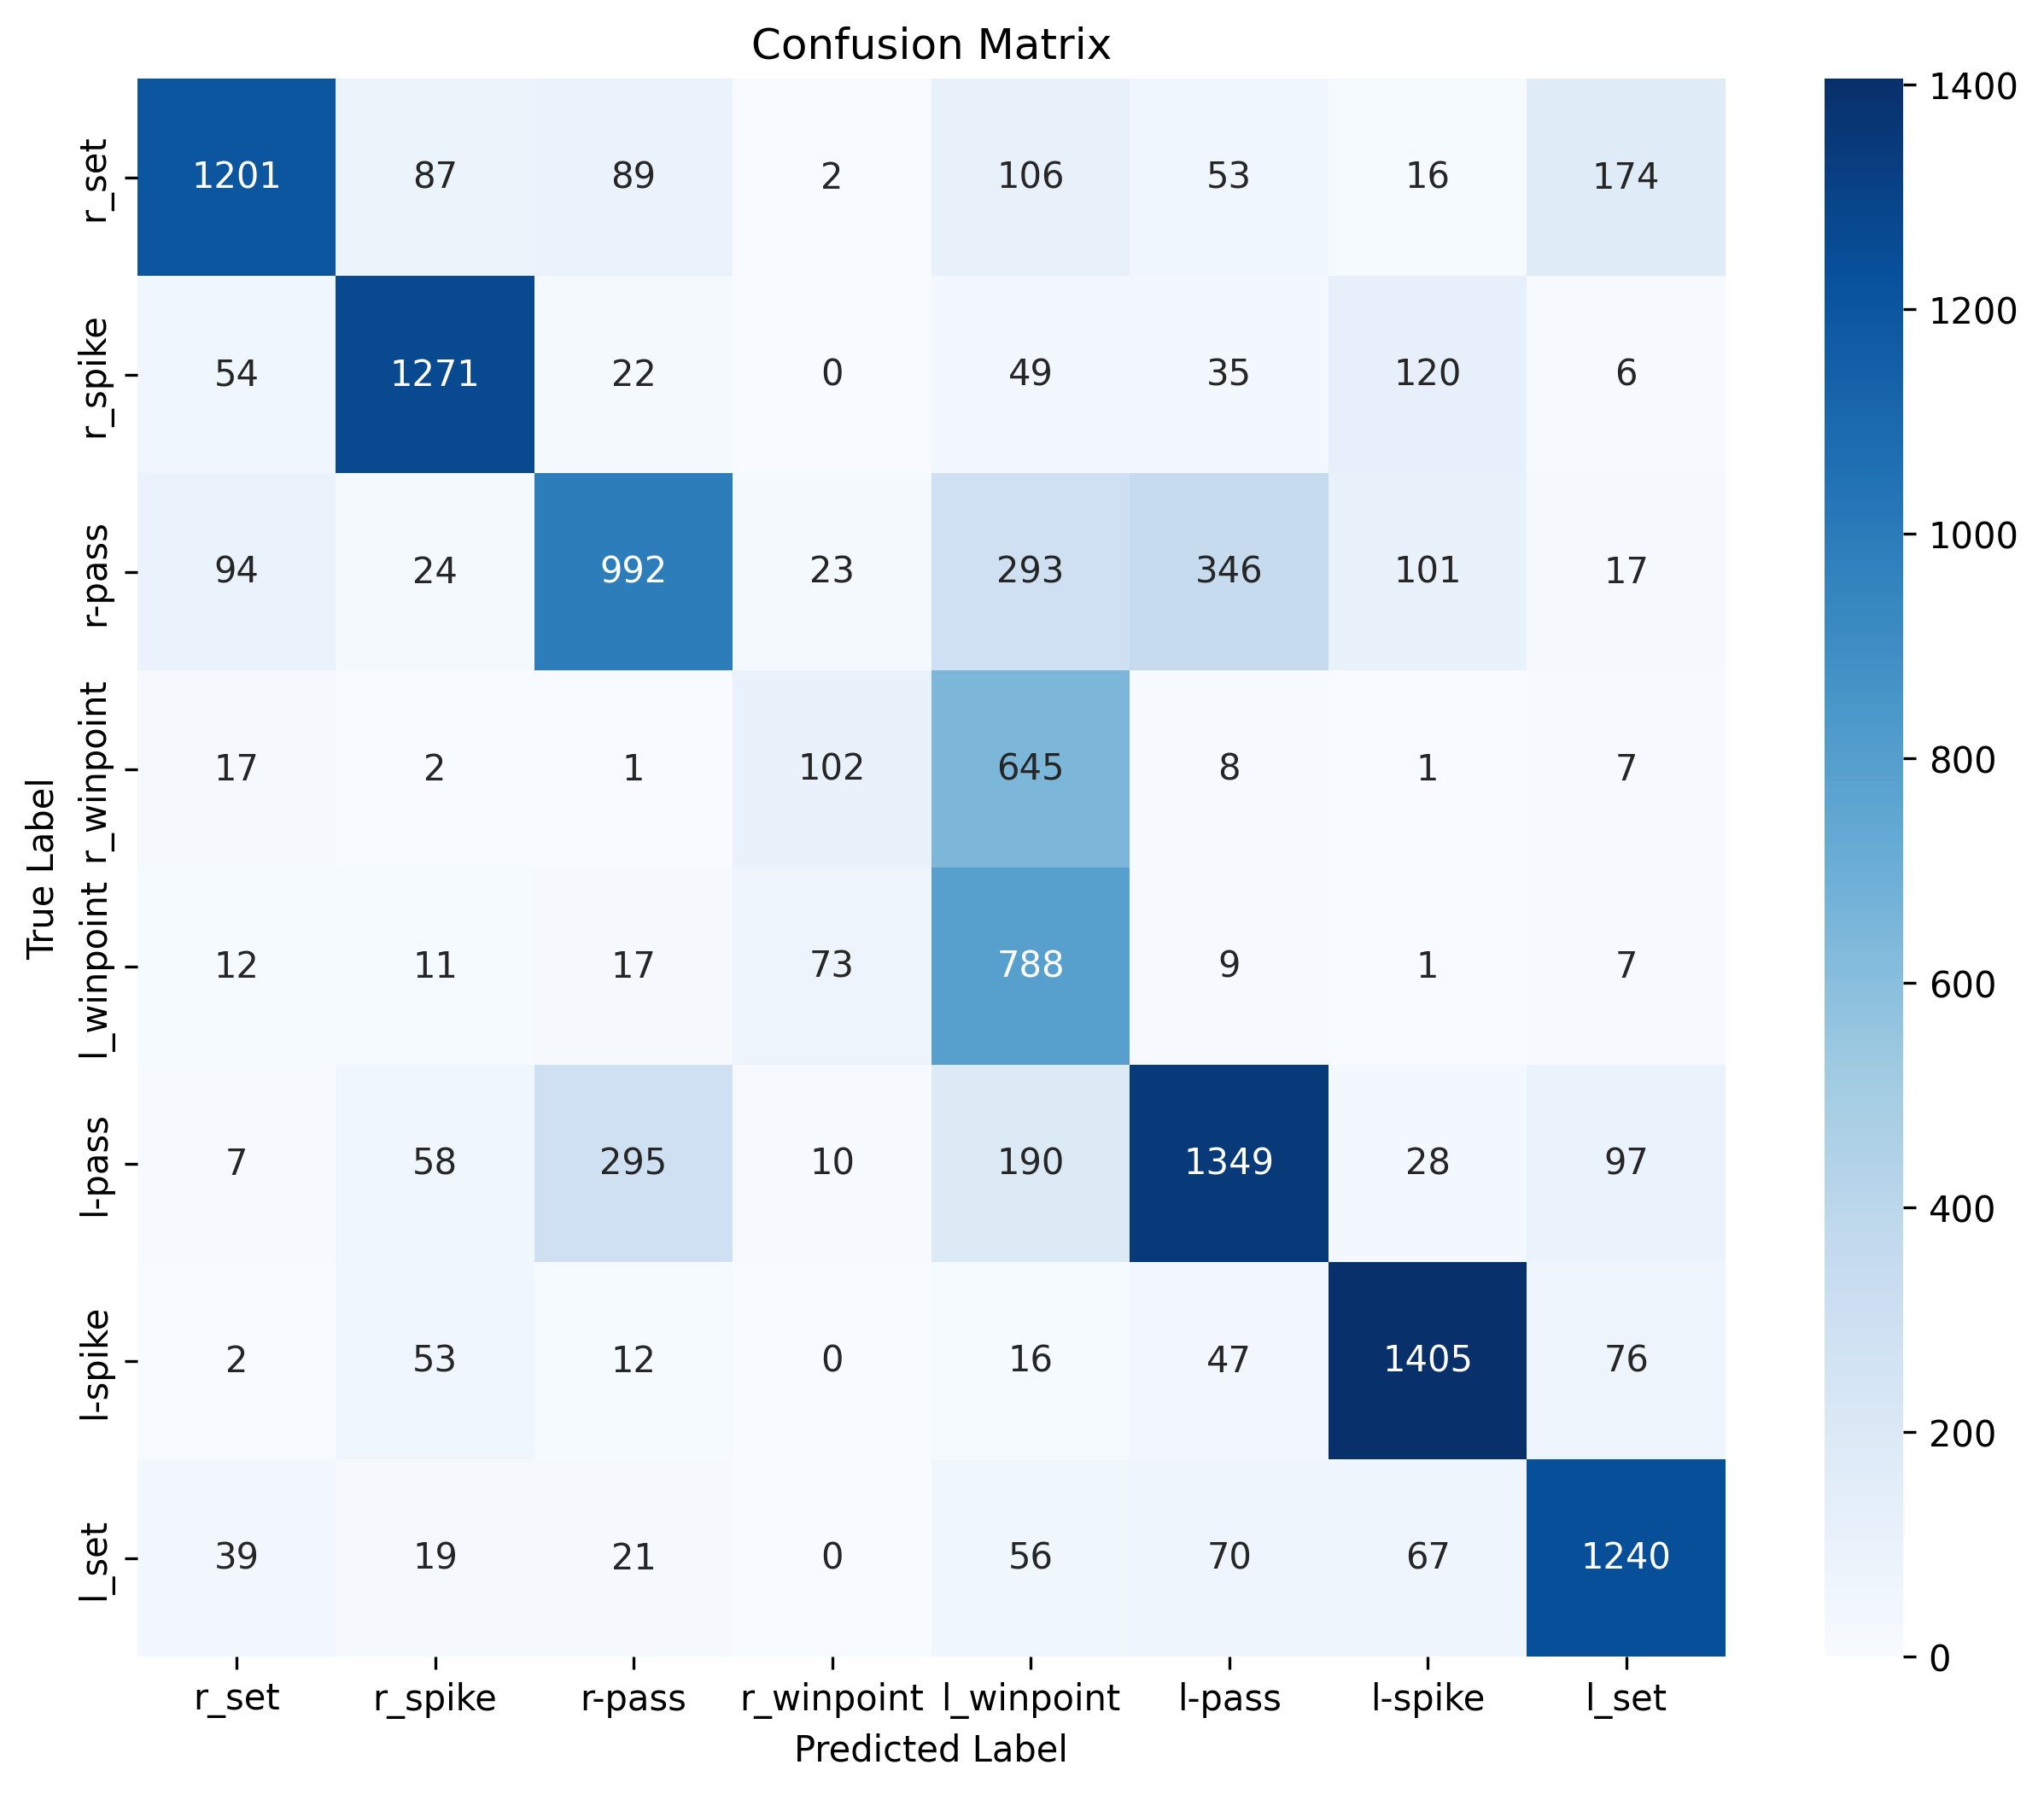 Confusion Matrix
True Label
r_set 1201 87 89 2 106 53 16 174
r_spike 54 1271 22 0 49 35 120 6
r-pass 94 24 992 23 293 346 101 17
r_winpoint 17 2 1 102 645 8 1 7
l_winpoint 12 11 17 73 788 9 1 7
l-pass 7 58 295 10 190 1349 28 97
l-spike 2 53 12 0 16 47 1405 76
l_set 39 19 21 0 56 70 67 1240
r_set r_spike r-pass r_winpoint l_winpoint l-pass l-spike l_set
Predicted Label
1400
1200
1000
800
600
400
200
0